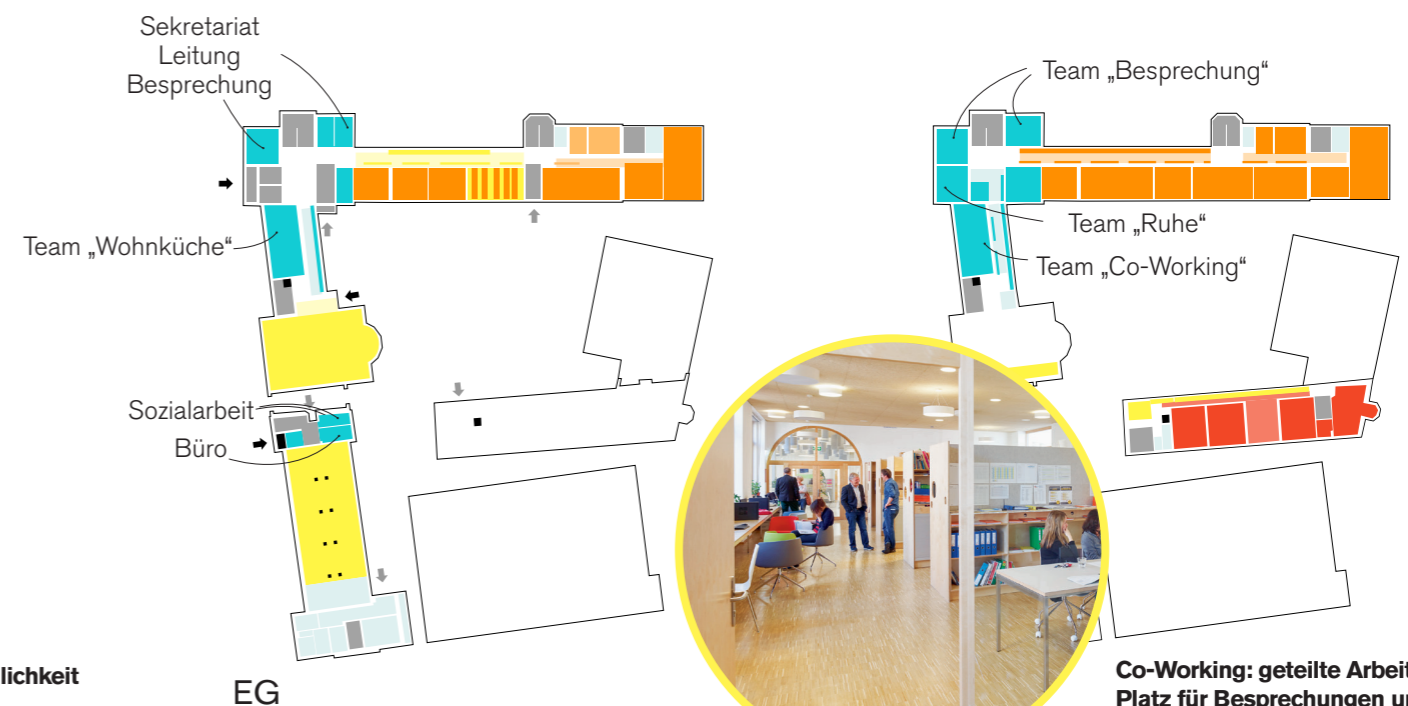 Sekretariat
Leitung
Besprechung
Team „Wohnküche“
Sozialarbeit
Büro
EG
Team „Besprechung“
Team „Ruhe“
Team „Co-Working“
lichkeit
Co-Working: geteilte Arbeit
Platz für Besprechungen